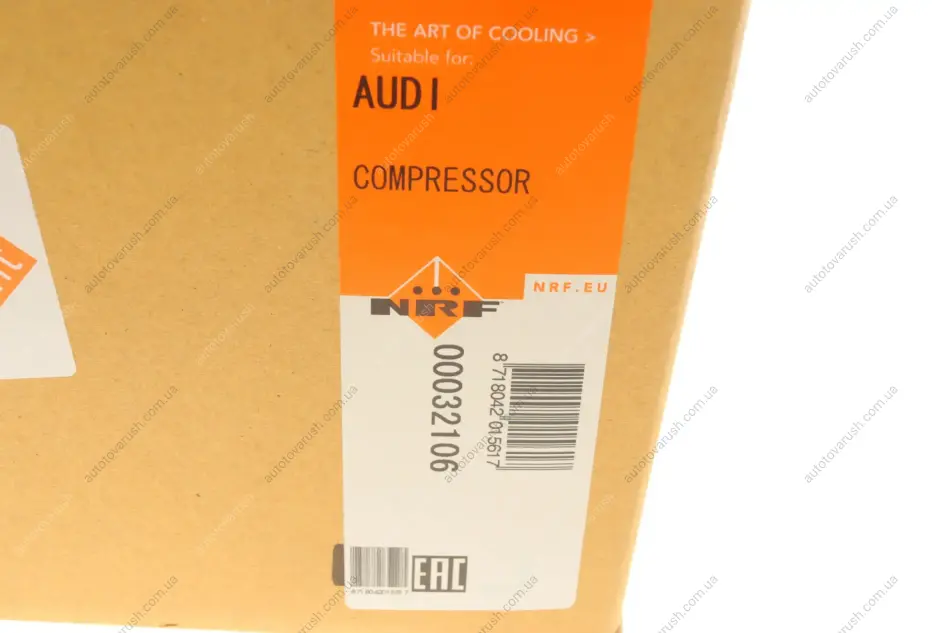 THE ART OF COOLING >
Suitable for:
AUDI
COMPRESSOR
NRF.EU
NRF
00032106
8 718042 015617
EAC
autotovarush.com.ua